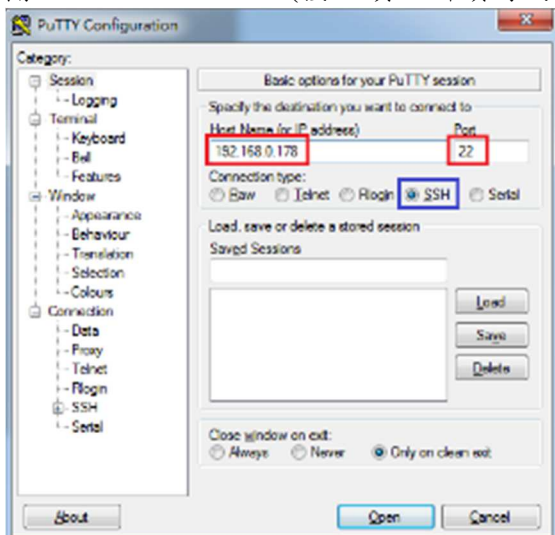 PuTTY Configuration
Category:
Session
Logging
Terminal
Keyboard
Bell
Features
Window
Appearance
Behaviour
Translation
Selection
Colours
Connection
Data
Proxy
Telnet
Rlogin
SSH
Serial
Basic options for your PuTTY session
Specify the destination you want to connect to
Host Name (or IP address) Port
192.168.0.178 22
Connection type:
Raw Telnet Rlogin SSH Serial
Load, save or delete a stored session
Saved Sessions
Load
Save
Delete
Close window on exit:
Always Never Only on clean exit
About Open Cancel